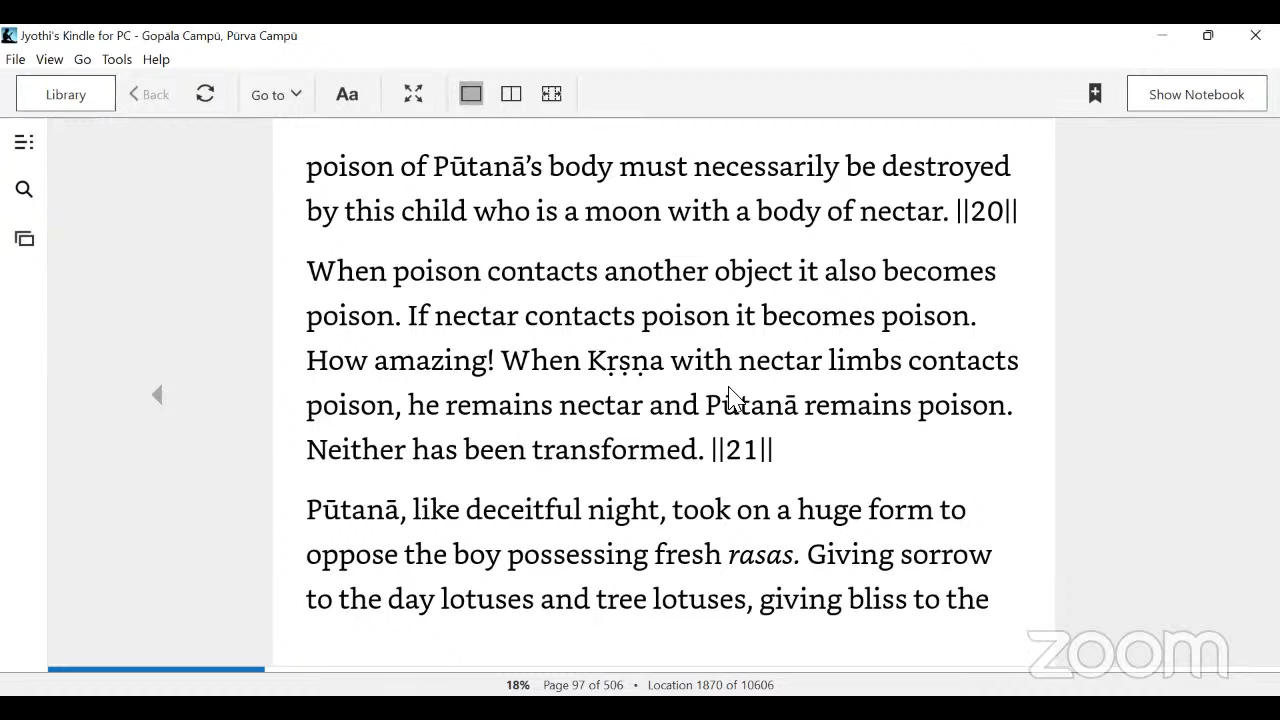 Jyothi's Kindle for PC - Gopāla Campū, Pūrva Campū
File View Go Tools Help
Library Back Go to Aa Show Notebook
poison of Pūtanā’s body must necessarily be destroyed
by this child who is a moon with a body of nectar. ||20||
When poison contacts another object it also becomes
poison. If nectar contacts poison it becomes poison.
How amazing! When Kṛṣṇa with nectar limbs contacts
poison, he remains nectar and Pūtanā remains poison.
Neither has been transformed. ||21||
Pūtanā, like deceitful night, took on a huge form to
oppose the boy possessing fresh rasas. Giving sorrow
to the day lotuses and tree lotuses, giving bliss to the
zoom
18% Page 97 of 506 • Location 1870 of 10606